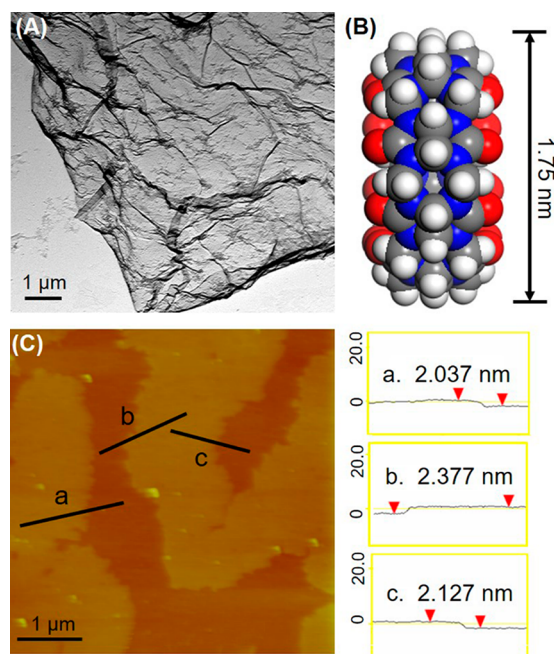 (A)
1 μm
(B)
1.75 nm
(C)
a
b
c
1 μm
20.0
0
a. 2.037 nm
20.0
0
b. 2.377 nm
20.0
0
c. 2.127 nm